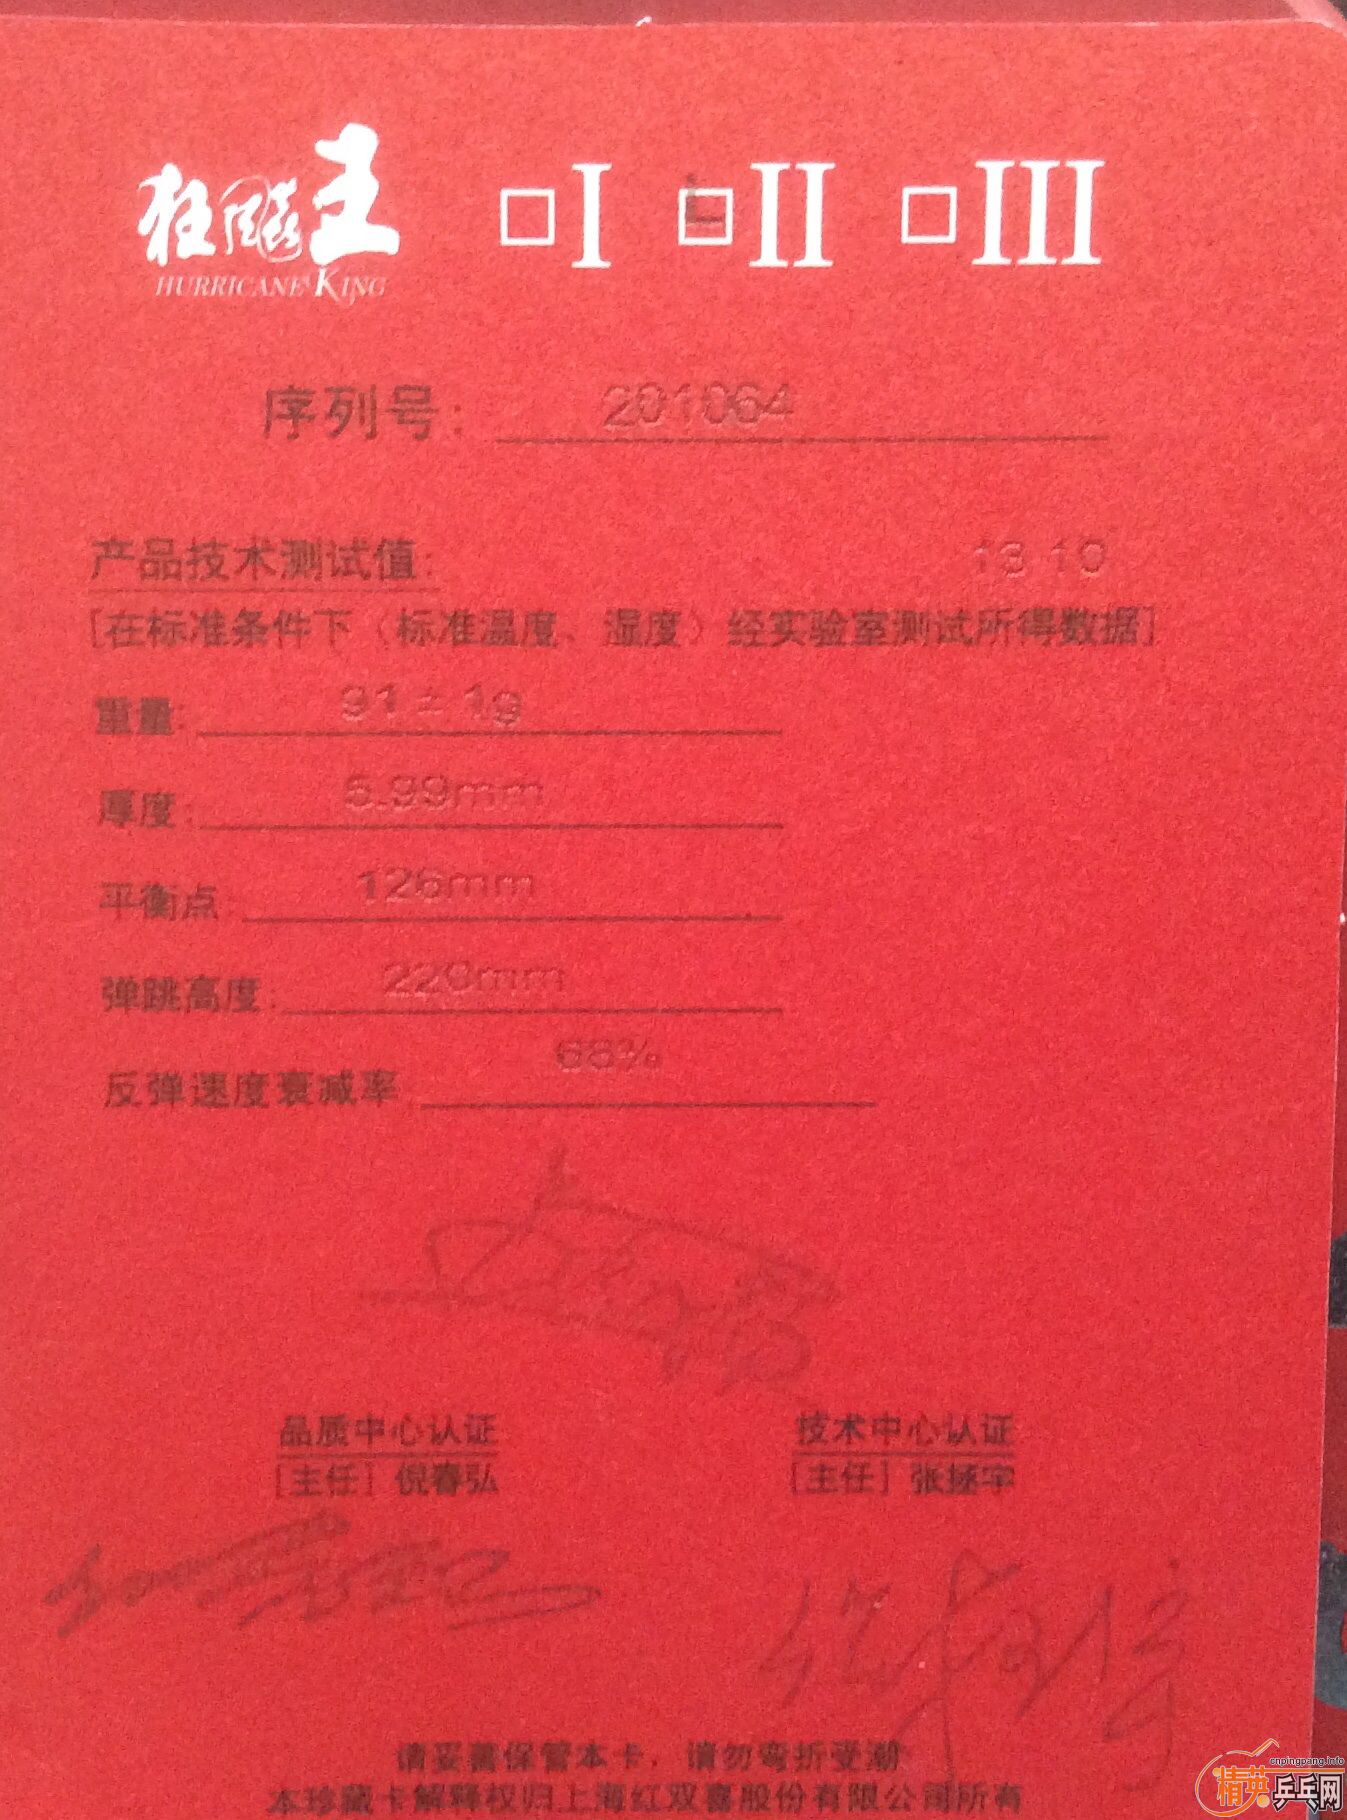 狂飚王 □I □II □III
HURRICANE KING
序列号: 201064
产品技术测试值: 13 10
[在标准条件下（标准温度、湿度）经实验室测试所得数据]
重量: 91±1g
厚度: 5.99mm
平衡点: 126mm
弹跳高度: 220mm
反弹速度衰减率 68%
品质中心认证 技术中心认证
[主任] 倪春弘 [主任] 张拯宇
请妥善保管本卡，请勿弯折受潮
本珍藏卡解释权归上海红双喜股份有限公司所有
cnpingpang.info
精英乒乓网